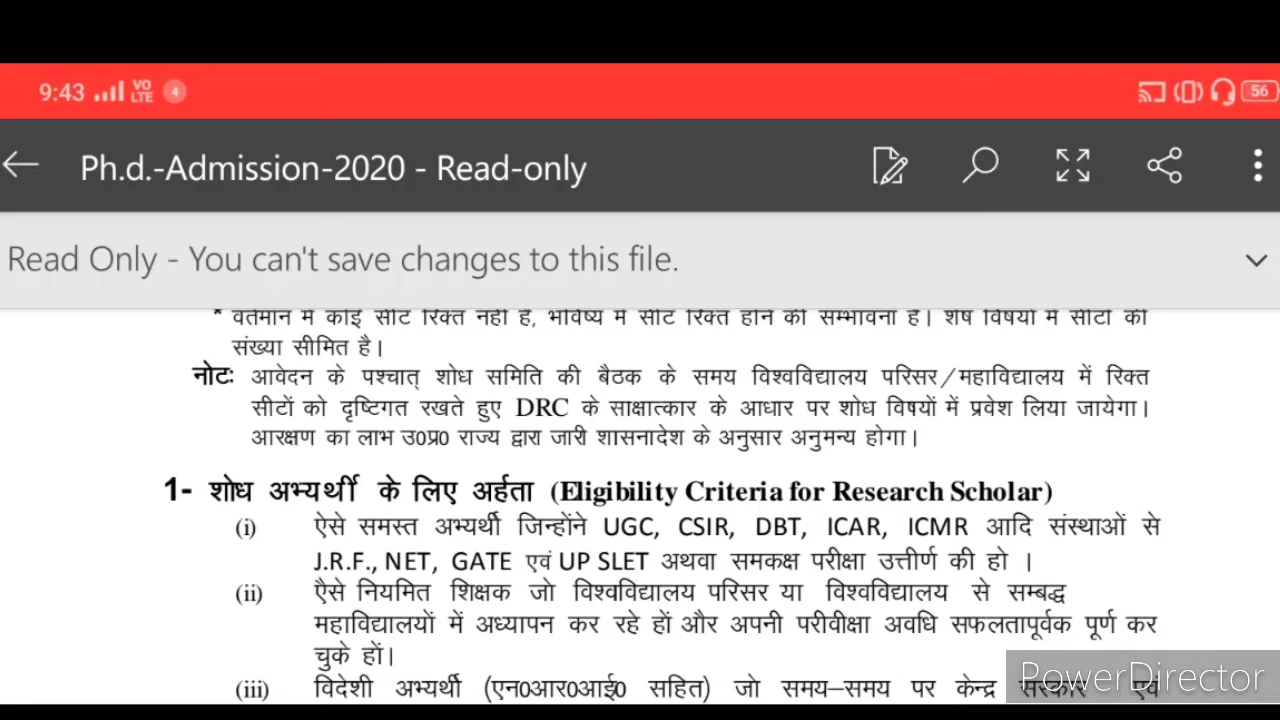 9:43 VO LTE 4 56
Ph.d.-Admission-2020 - Read-only
Read Only - You can't save changes to this file.
* वर्तमान में कोई सीट रिक्त नहीं है, भविष्य में सीट रिक्त होने की सम्भावना है। शेष विषयों में सीटों की
संख्या सीमित है।
नोटः आवेदन के पश्चात् शोध समिति की बैठक के समय विश्वविद्यालय परिसर/महाविद्यालय में रिक्त
सीटों को दृष्टिगत रखते हुए DRC के साक्षात्कार के आधार पर शोध विषयों में प्रवेश लिया जायेगा।
आरक्षण का लाभ उ0प्र0 राज्य द्वारा जारी शासनादेश के अनुसार अनुमन्य होगा।
1- शोध अभ्यर्थी के लिए अर्हता (Eligibility Criteria for Research Scholar)
(i) ऐसे समस्त अभ्यर्थी जिन्होंने UGC, CSIR, DBT, ICAR, ICMR आदि संस्थाओं से
J.R.F., NET, GATE एवं UP SLET अथवा समकक्ष परीक्षा उत्तीर्ण की हो ।
(ii) ऐसे नियमित शिक्षक जो विश्वविद्यालय परिसर या विश्वविद्यालय से सम्बद्ध
महाविद्यालयों में अध्यापन कर रहे हों और अपनी परीवीक्षा अवधि सफलतापूर्वक पूर्ण कर
चुके हों।
(iii) विदेशी अभ्यर्थी (एन0आर0आई0 सहित) जो समय–समय पर केन्द्र सरकार एवं
PowerDirector